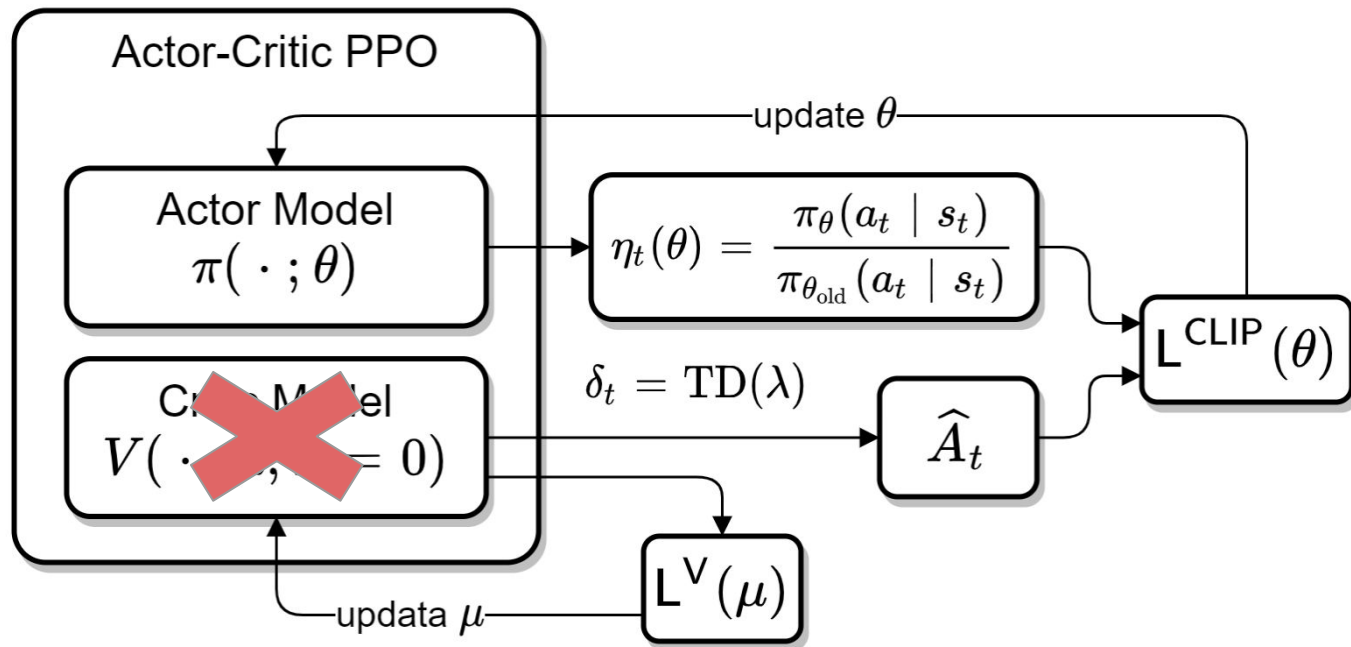 Actor-Critic PPO
update θ
Actor Model
π( · ; θ)
η_t(θ) = π_θ(a_t | s_t) / π_θ_old(a_t | s_t)
L^CLIP(θ)
δ_t = TD(λ)
Model
V( · = 0)
Â_t
L^V(μ)
updata μ